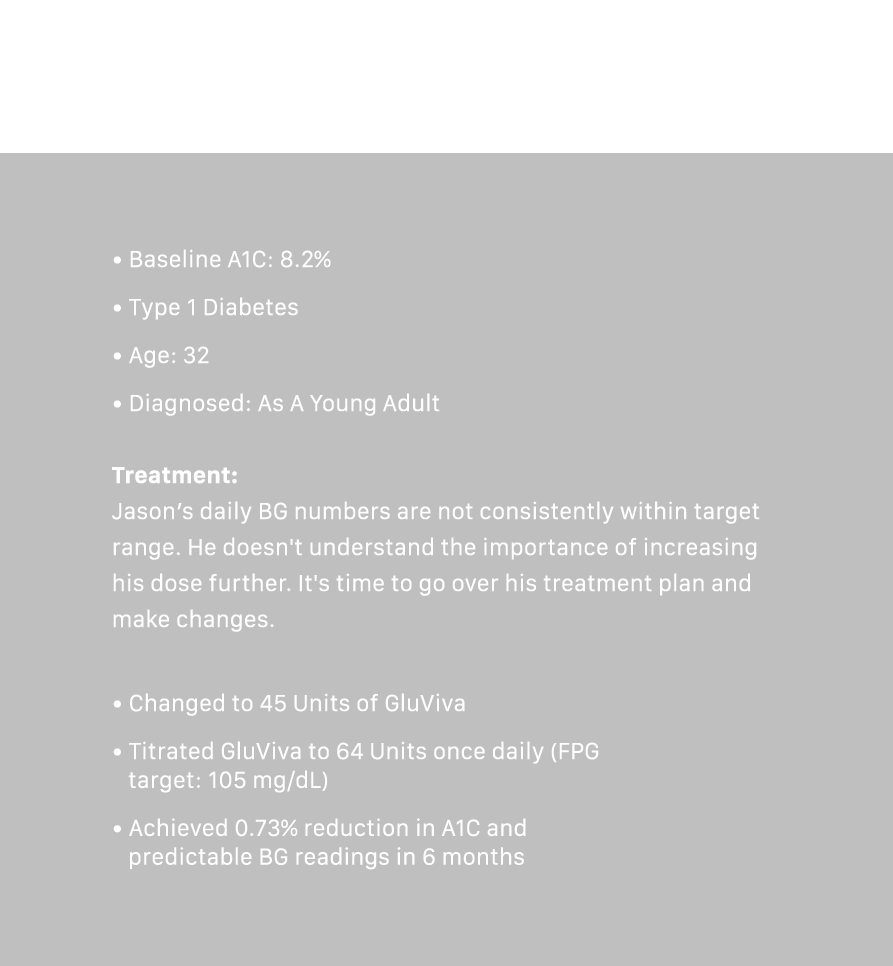 • Baseline A1C: 8.2%
• Type 1 Diabetes
• Age: 32
• Diagnosed: As A Young Adult
Treatment:
Jason’s daily BG numbers are not consistently within target
range. He doesn't understand the importance of increasing
his dose further. It's time to go over his treatment plan and
make changes.
• Changed to 45 Units of GluViva
• Titrated GluViva to 64 Units once daily (FPG
target: 105 mg/dL)
• Achieved 0.73% reduction in A1C and
predictable BG readings in 6 months